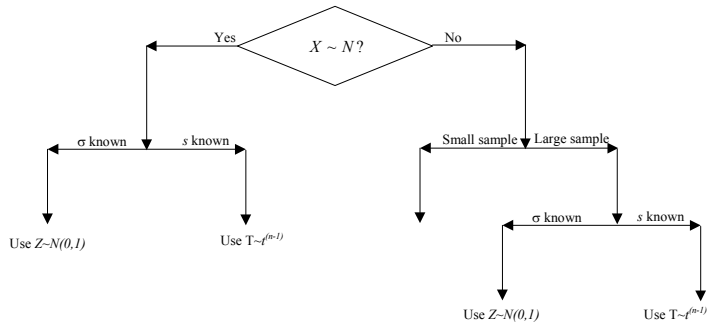 Yes
X ~ N?
No
σ known
s known
Small sample
Large sample
Use Z~N(0,1)
Use T~t(n-1)
σ known
s known
Use Z~N(0,1)
Use T~t(n-1)